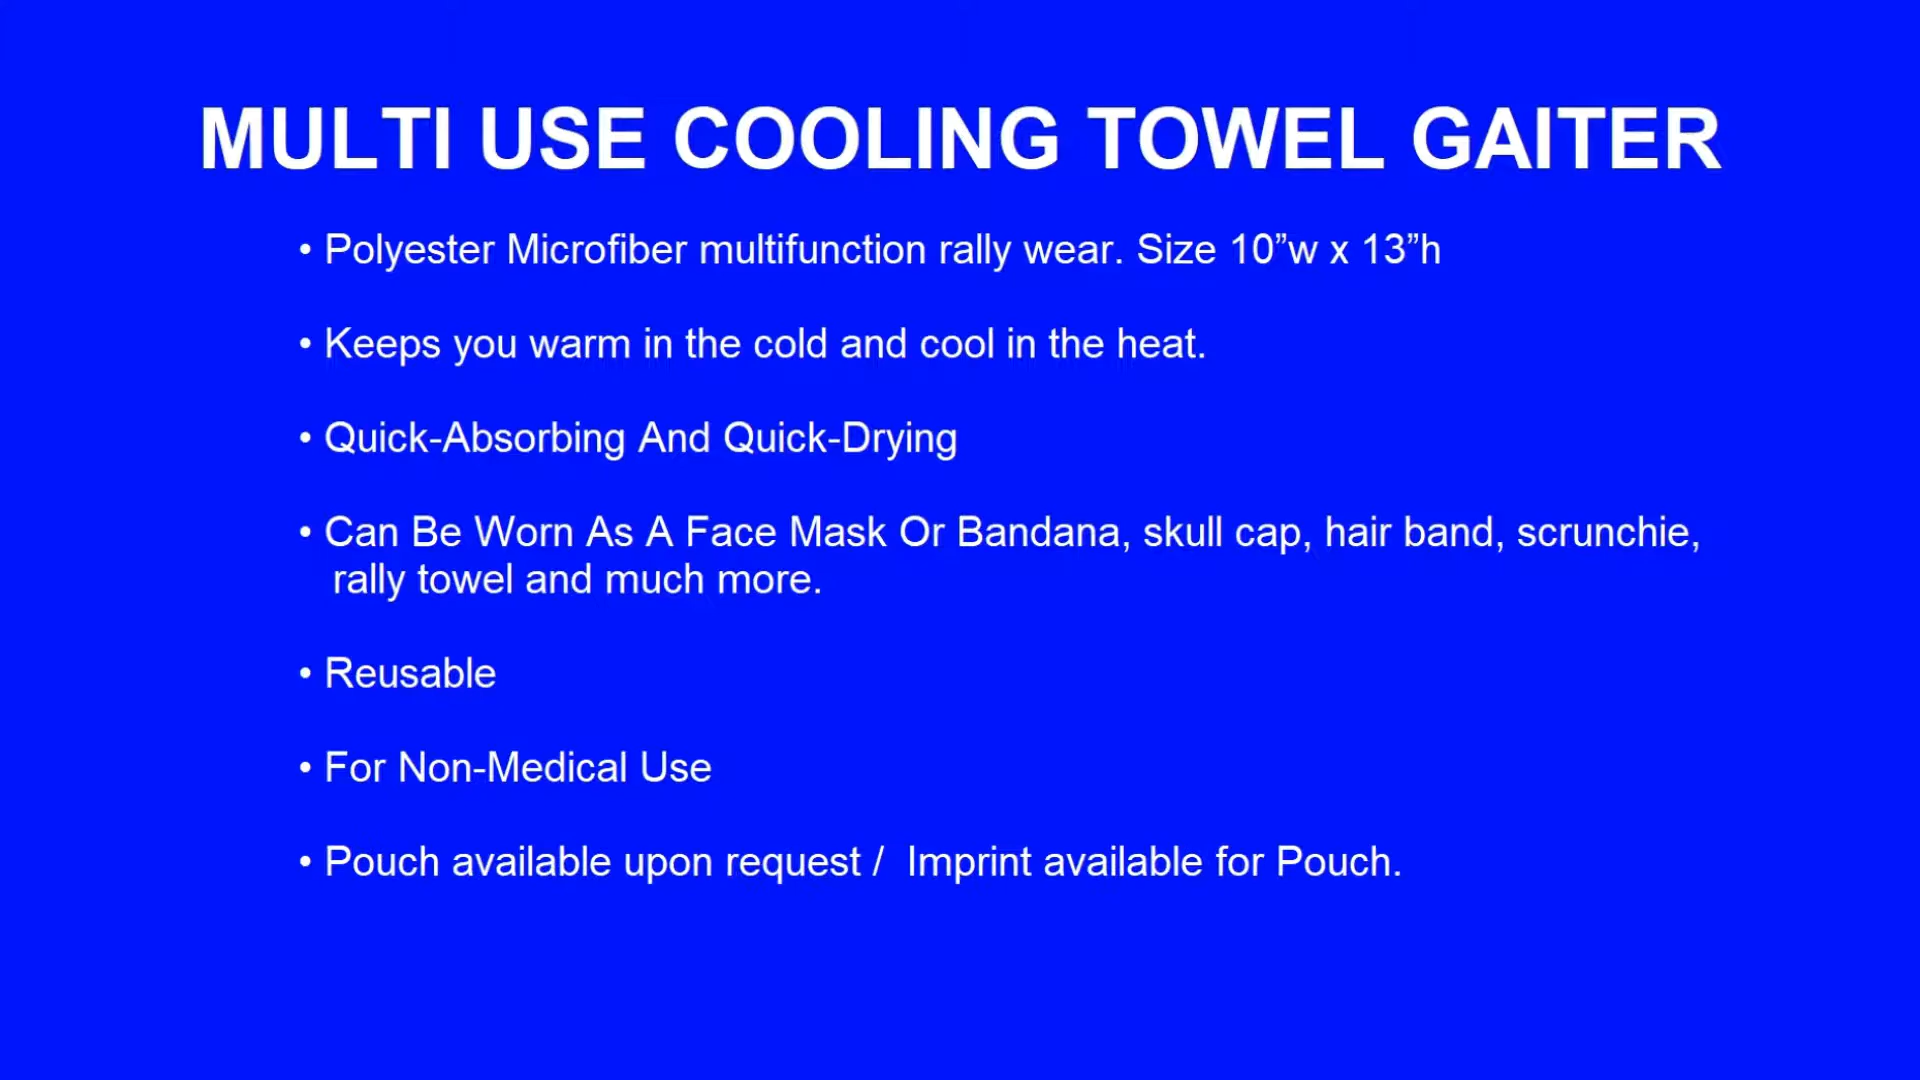 MULTI USE COOLING TOWEL GAITER
• Polyester Microfiber multifunction rally wear. Size 10”w x 13”h
• Keeps you warm in the cold and cool in the heat.
• Quick-Absorbing And Quick-Drying
• Can Be Worn As A Face Mask Or Bandana, skull cap, hair band, scrunchie,
rally towel and much more.
• Reusable
• For Non-Medical Use
• Pouch available upon request /  Imprint available for Pouch.